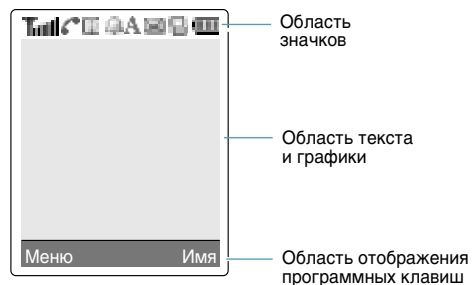 Область
значков
Область текста
и графики
Меню Имя
Область отображения
программных клавиш